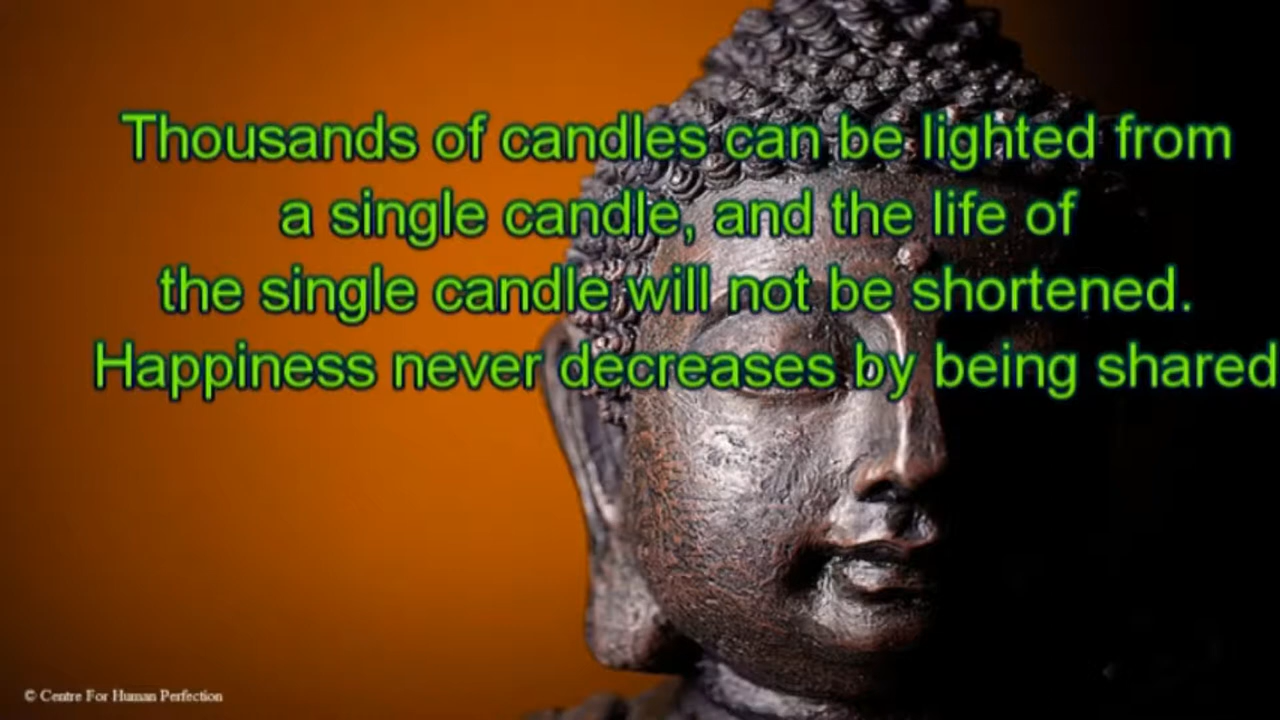 Thousands of candles can be lighted from
a single candle, and the life of
the single candle will not be shortened.
Happiness never decreases by being shared
© Centre For Human Perfection